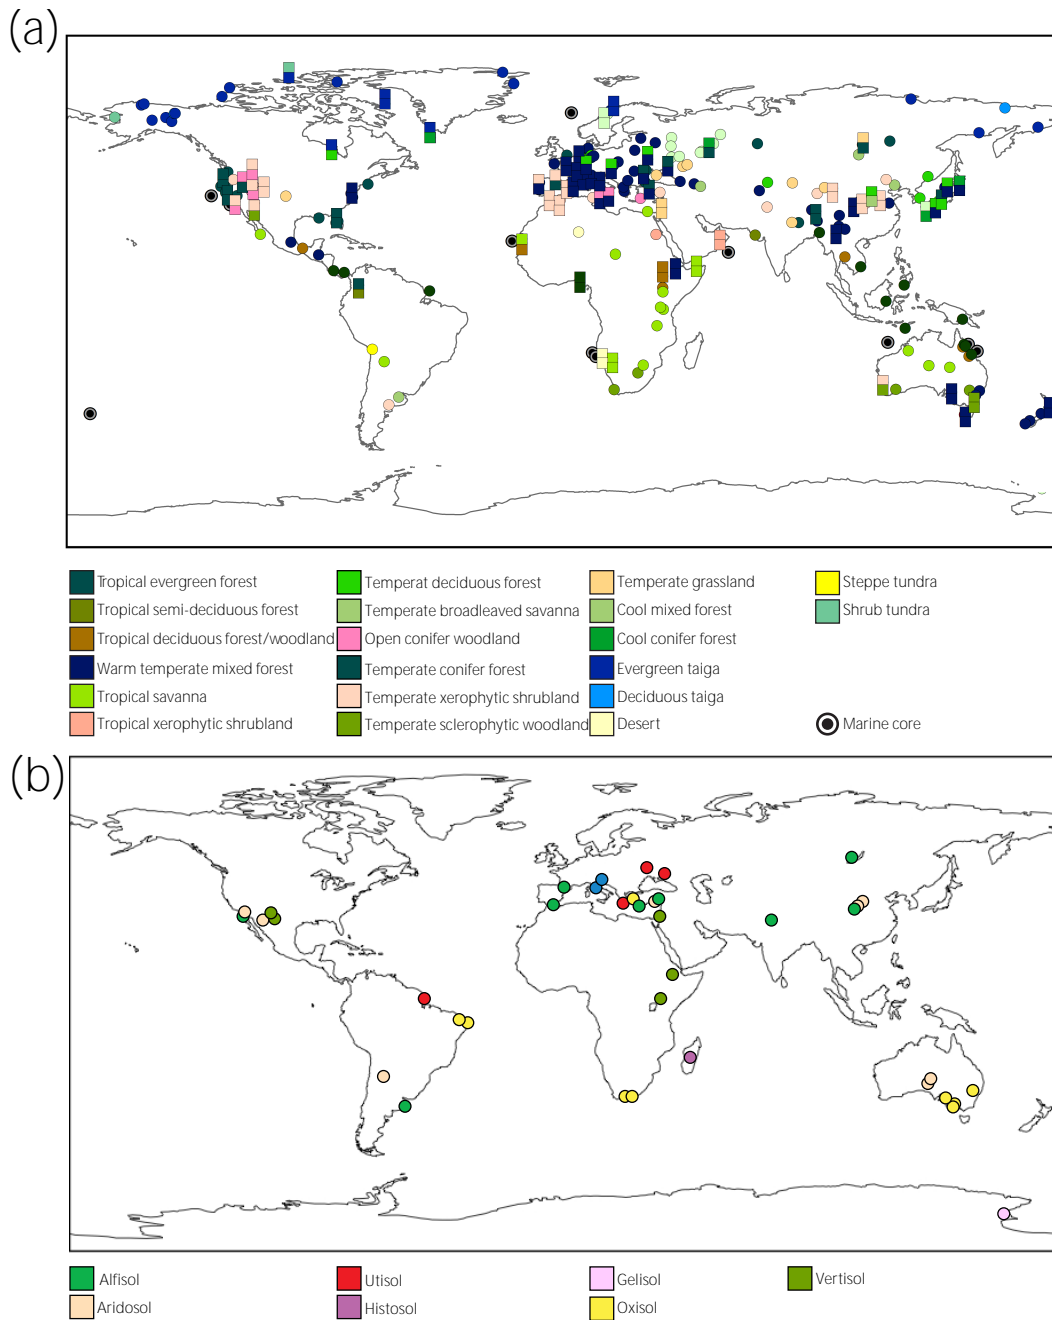 (a)
Tropical evergreen forest
Tropical semi-deciduous forest
Tropical deciduous forest/woodland
Warm temperate mixed forest
Tropical savanna
Tropical xerophytic shrubland
Temperat deciduous forest
Temperate broadleaved savanna
Open conifer woodland
Temperate conifer forest
Temperate xerophytic shrubland
Temperate sclerophytic woodland
Temperate grassland
Cool mixed forest
Cool conifer forest
Evergreen taiga
Deciduous taiga
Desert
Steppe tundra
Shrub tundra
Marine core
(b)
Alfisol
Aridosol
Utisol
Histosol
Gelisol
Oxisol
Vertisol